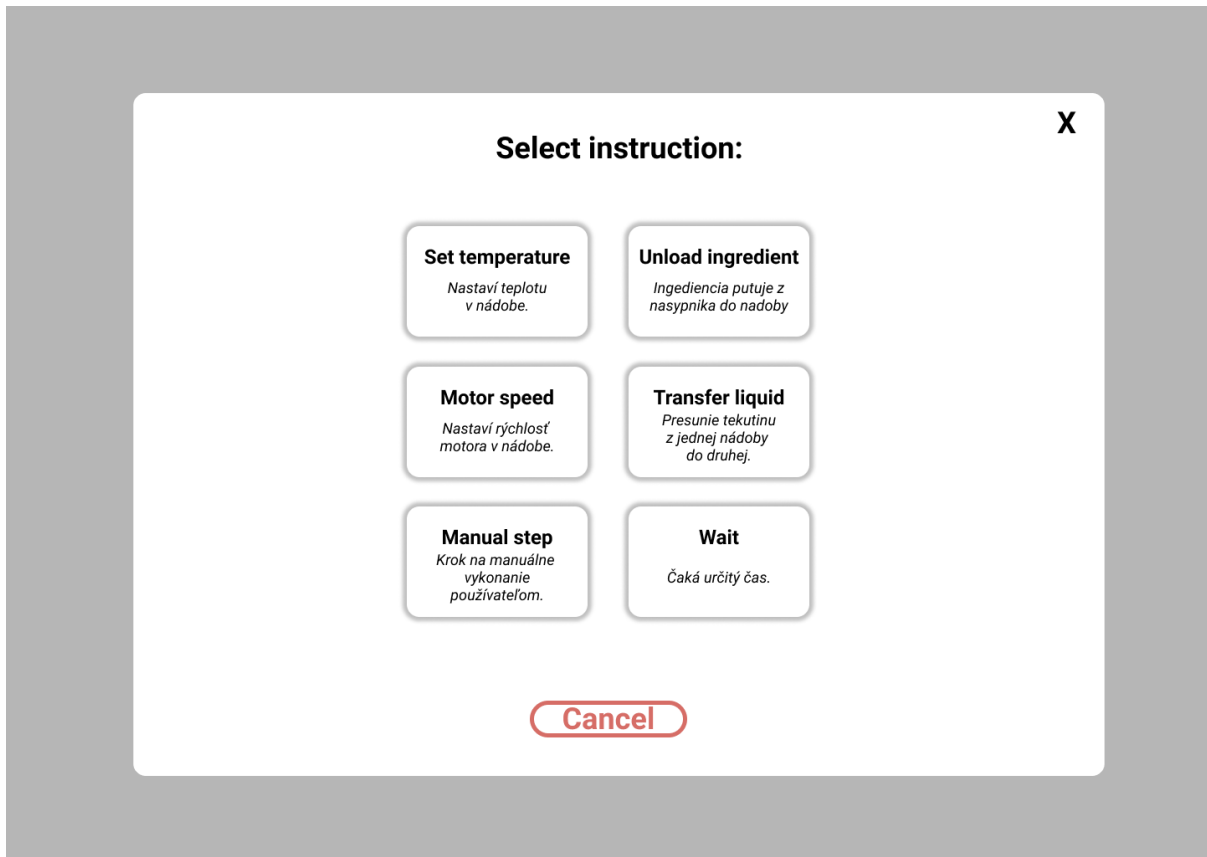 X
Select instruction:
Set temperature
Nastaví teplotu
v nádobe.
Unload ingredient
Ingediencia putuje z
nasypnika do nadoby
Motor speed
Nastaví rýchlosť
motora v nádobe.
Transfer liquid
Presunie tekutinu
z jednej nádoby
do druhej.
Manual step
Krok na manuálne
vykonanie
používateľom.
Wait
Čaká určitý čas.
Cancel